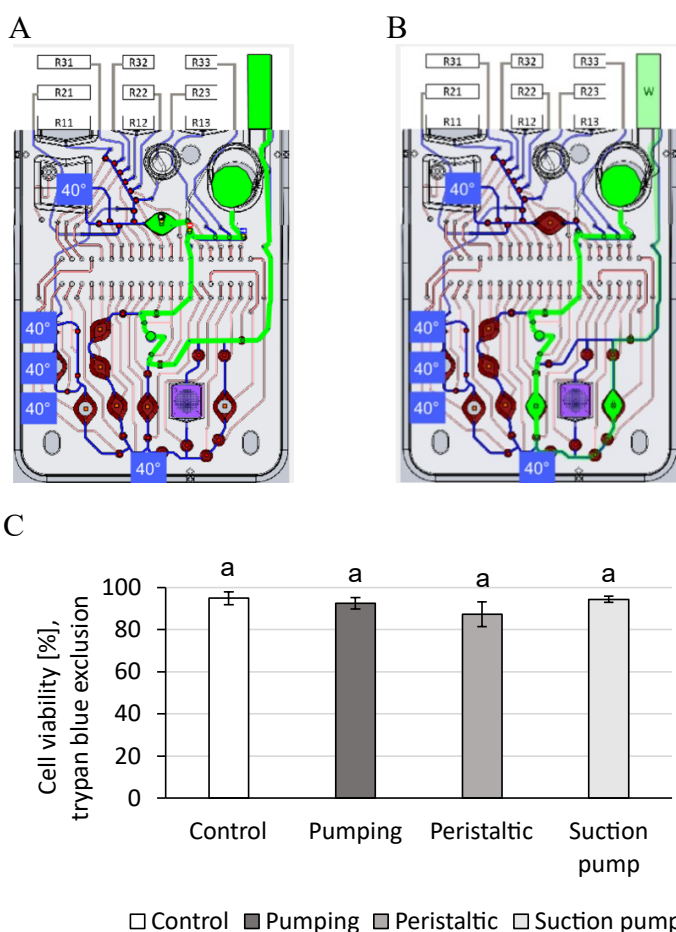 A
B
R31 R32 R33
R21 R22 R23
R11 R12 R13
40°
40°
40°
40°
40°
R31 R32 R33
R21 R22 R23
R11 R12 R13
W
40°
40°
40°
40°
40°
C
Cell viability [%],
trypan blue exclusion
100
80
60
40
20
0
a a a a
Control Pumping Peristaltic Suction
pump
Control Pumping Peristaltic Suction pump